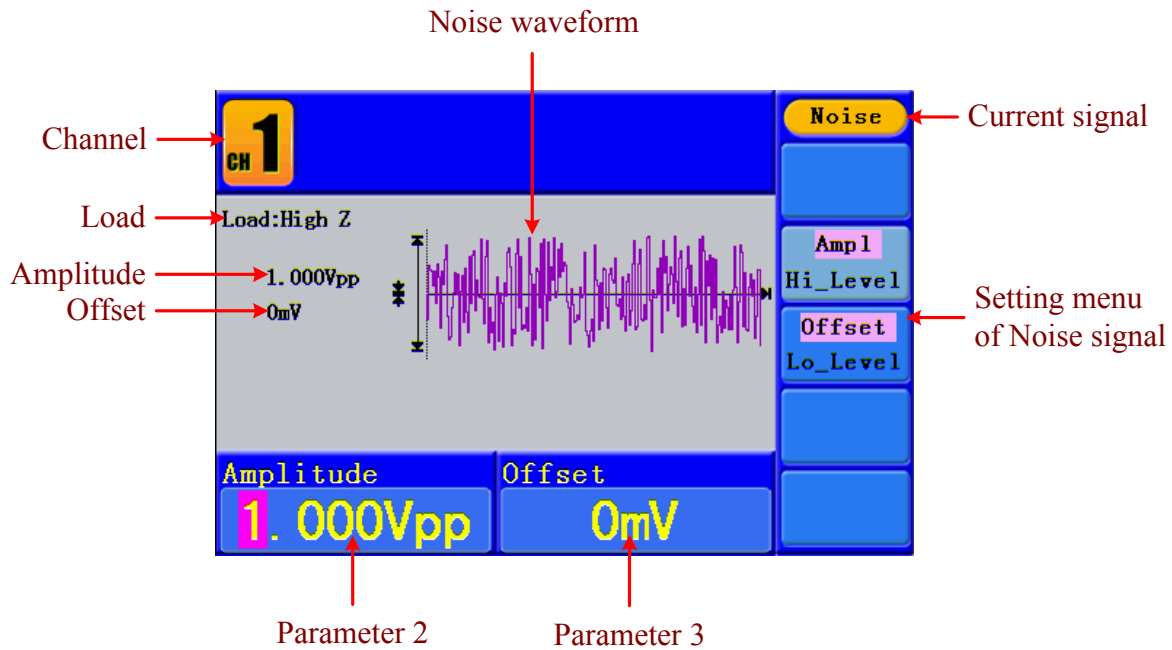 Noise waveform
Channel
CH 1
Noise
Current signal
Load
Load:High Z
Amplitude
1.000Vpp
Offset
0mV
Ampl
Hi_Level
Offset
Lo_Level
Setting menu
of Noise signal
Amplitude
Offset
1.000Vpp
0mV
Parameter 2
Parameter 3